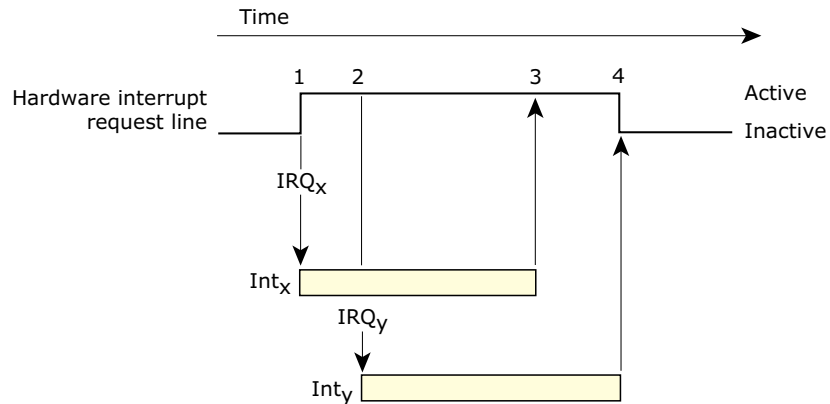 Time
1 2 3 4
Hardware interrupt
request line
Active
Inactive
IRQx
Intx
IRQy
Inty